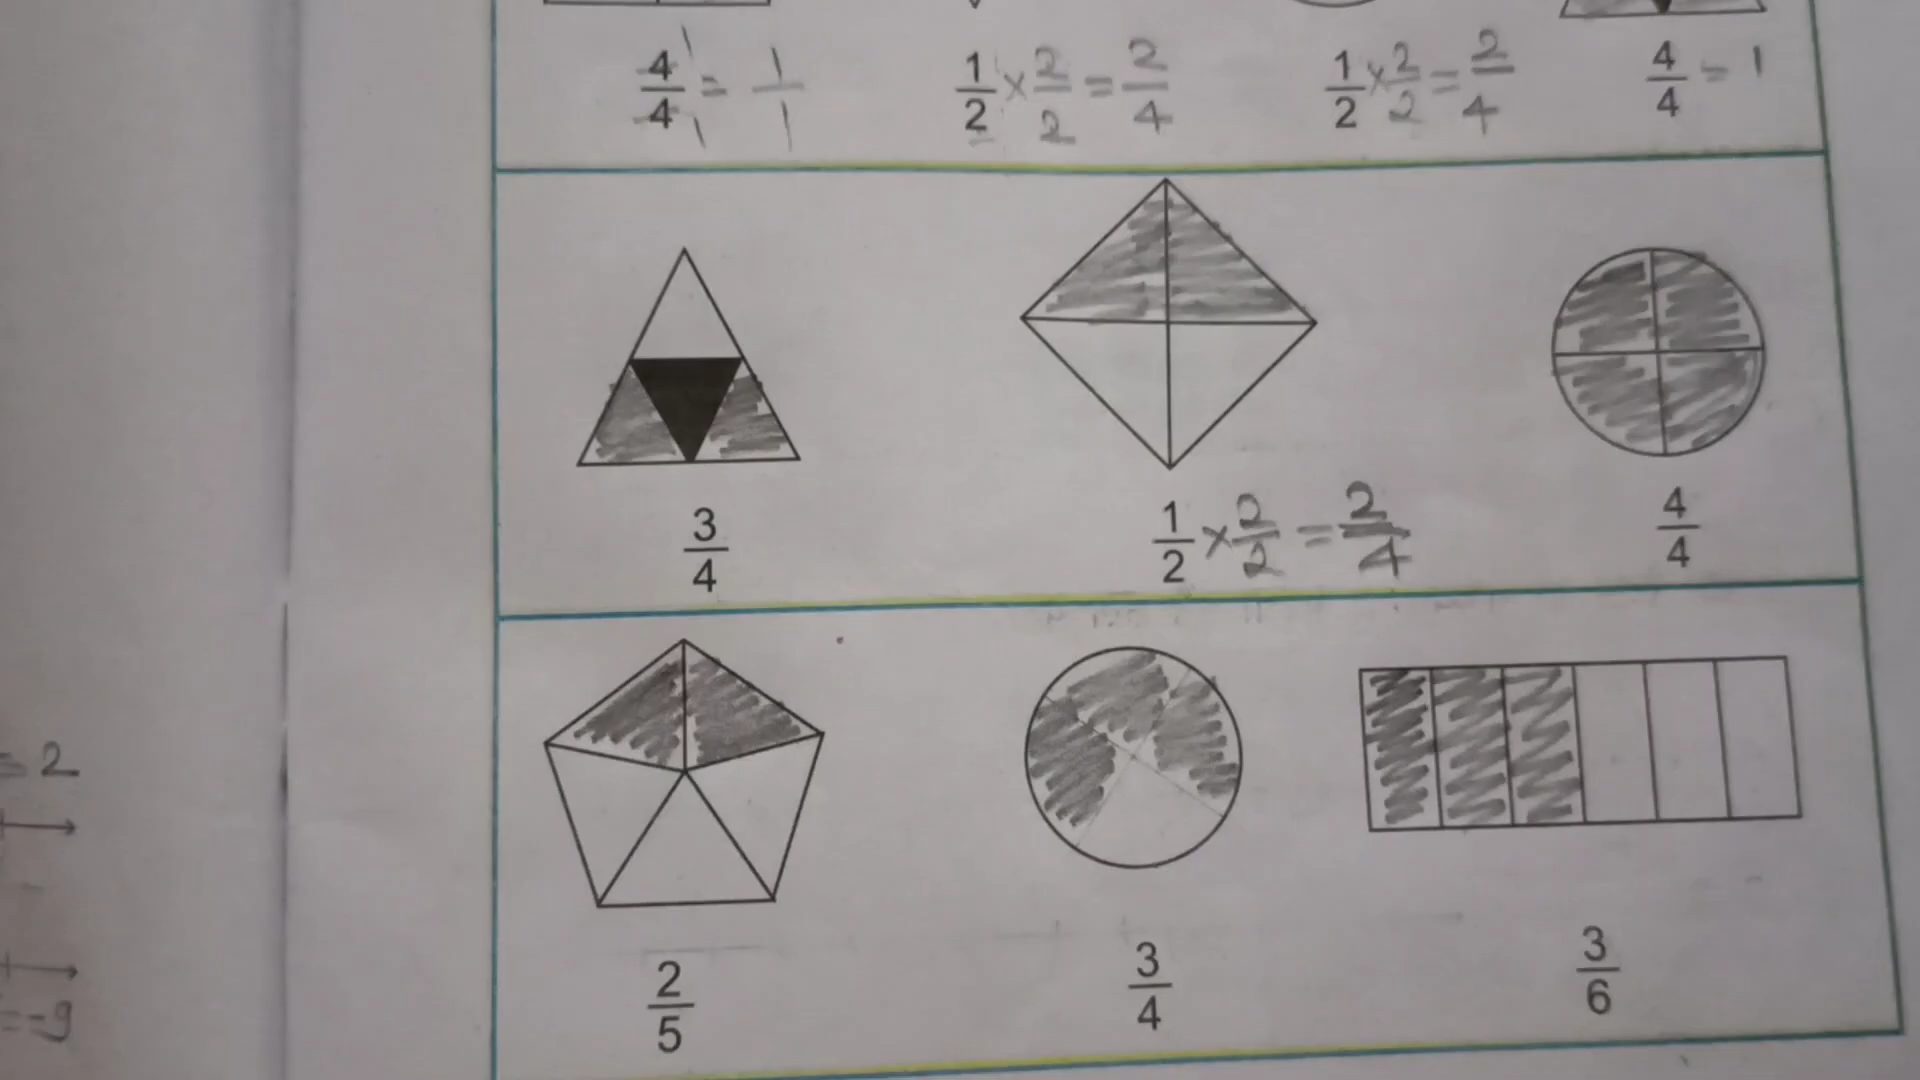 4/4 = 1/1   1/2 × 2/2 = 2/4   1/2 × 2/2 = 2/4   4/4 = 1
3/4   1/2 × 2/2 = 2/4   4/4
2
2/5   3/4   3/6